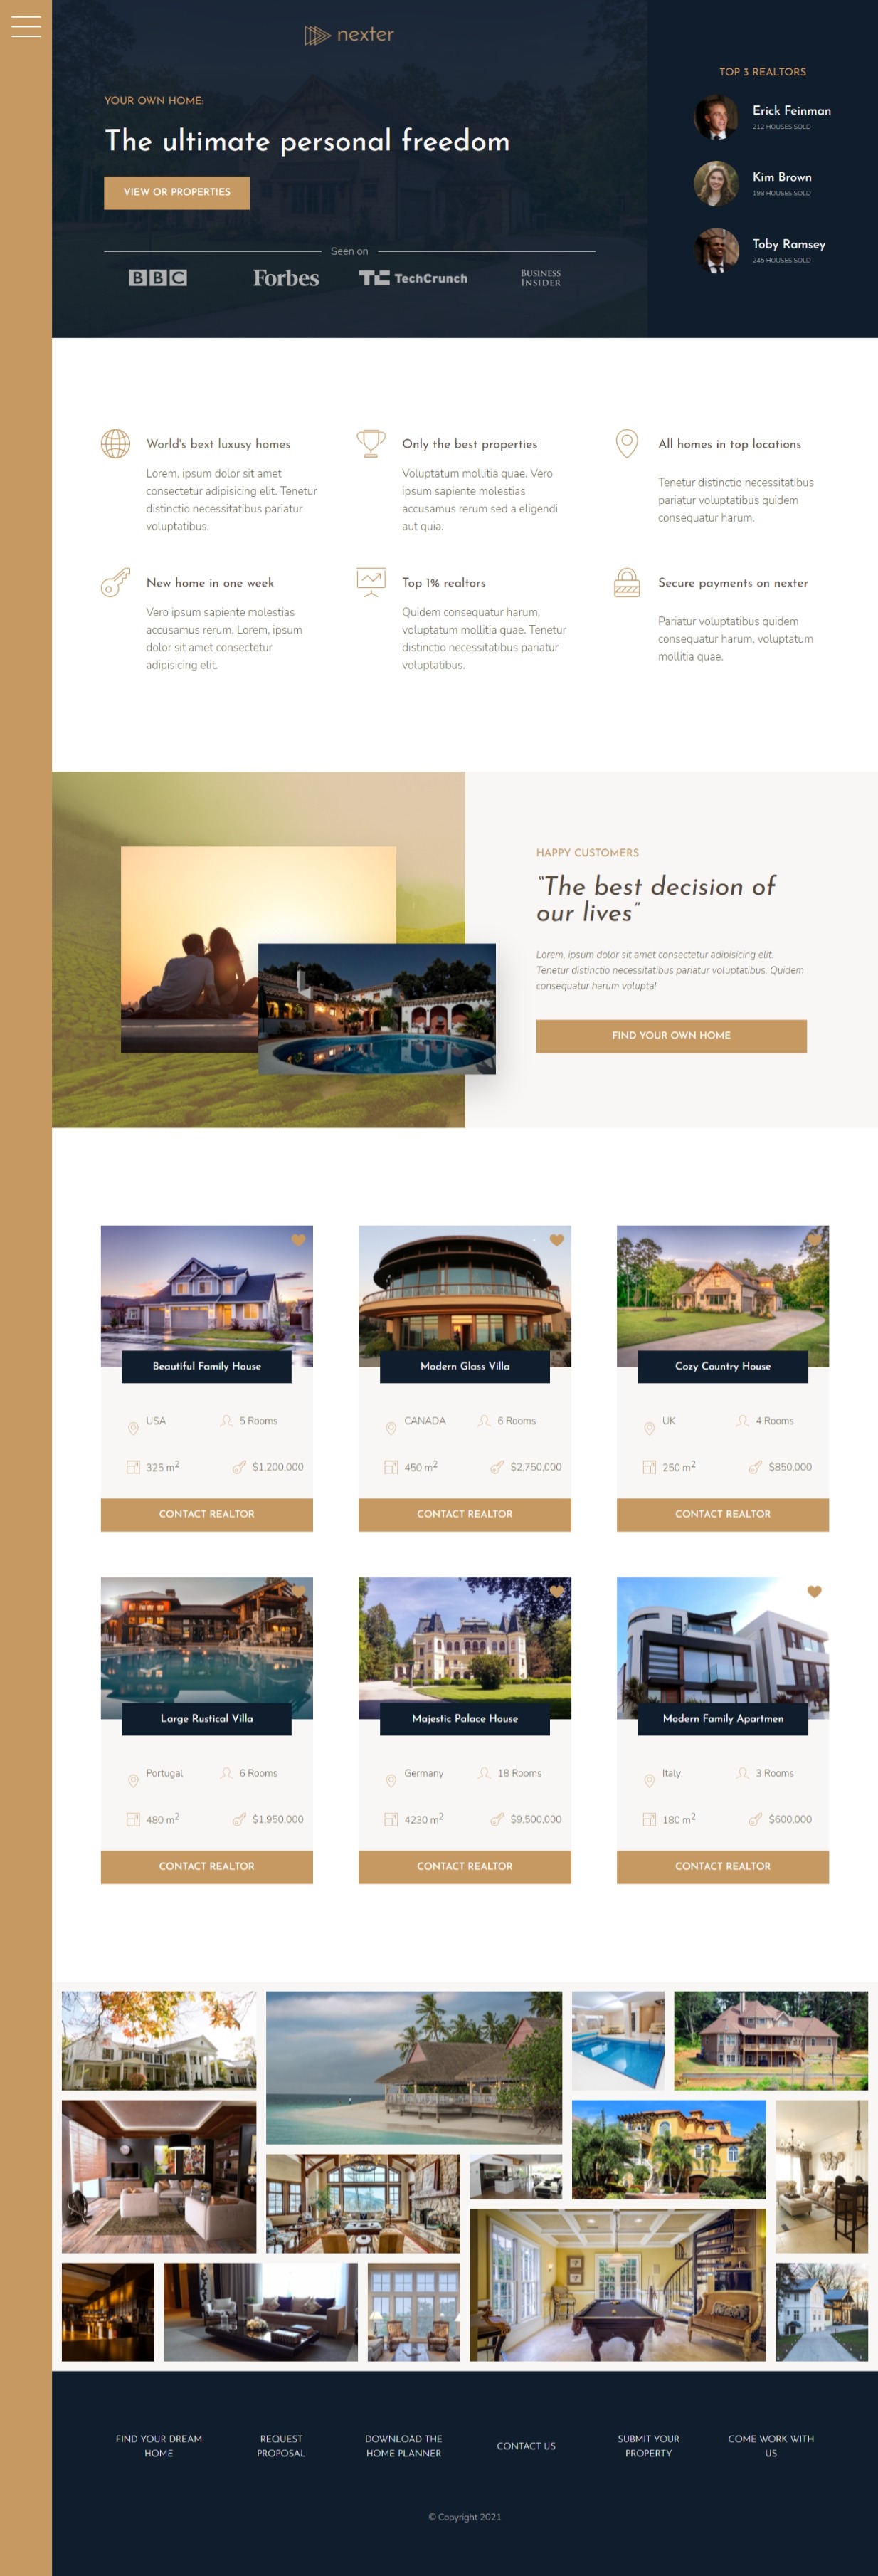 nexter
YOUR OWN HOME:
The ultimate personal freedom
VIEW OR PROPERTIES
Seen on
BBC
Forbes
TC TechCrunch
BUSINESS
INSIDER
TOP 3 REALTORS
Erick Feinman
212 HOUSES SOLD
Kim Brown
198 HOUSES SOLD
Toby Ramsey
245 HOUSES SOLD
World's bext luxusy homes
Lorem, ipsum dolor sit amet
consectetur adipisicing elit. Tenetur
distinctio necessitatibus pariatur
voluptatibus.
Only the best properties
Voluptatum mollitia quae. Vero
ipsum sapiente molestias
accusamus rerum sed a eligendi
aut quia.
All homes in top locations
Tenetur distinctio necessitatibus
pariatur voluptatibus quidem
consequatur harum.
New home in one week
Vero ipsum sapiente molestias
accusamus rerum. Lorem, ipsum
dolor sit amet consectetur
adipisicing elit.
Top 1% realtors
Quidem consequatur harum,
voluptatum mollitia quae. Tenetur
distinctio necessitatibus pariatur
voluptatibus.
Secure payments on nexter
Pariatur voluptatibus quidem
consequatur harum, voluptatum
mollitia quae.
HAPPY CUSTOMERS
“The best decision of
our lives”
Lorem, ipsum dolor sit amet consectetur adipisicing elit.
Tenetur distinctio necessitatibus pariatur voluptatibus. Quidem
consequatur harum volupta!
FIND YOUR OWN HOME
Beautiful Family House
USA
5 Rooms
325 m²
$1,200,000
CONTACT REALTOR
Modern Glass Villa
CANADA
6 Rooms
450 m²
$2,750,000
CONTACT REALTOR
Cozy Country House
UK
4 Rooms
250 m²
$850,000
CONTACT REALTOR
Large Rustical Villa
Portugal
6 Rooms
480 m²
$1,950,000
CONTACT REALTOR
Majestic Palace House
Germany
18 Rooms
4230 m²
$9,500,000
CONTACT REALTOR
Modern Family Apartmen
Italy
3 Rooms
180 m²
$600,000
CONTACT REALTOR
FIND YOUR DREAM
HOME
REQUEST
PROPOSAL
DOWNLOAD THE
HOME PLANNER
CONTACT US
SUBMIT YOUR
PROPERTY
COME WORK WITH
US
© Copyright 2021